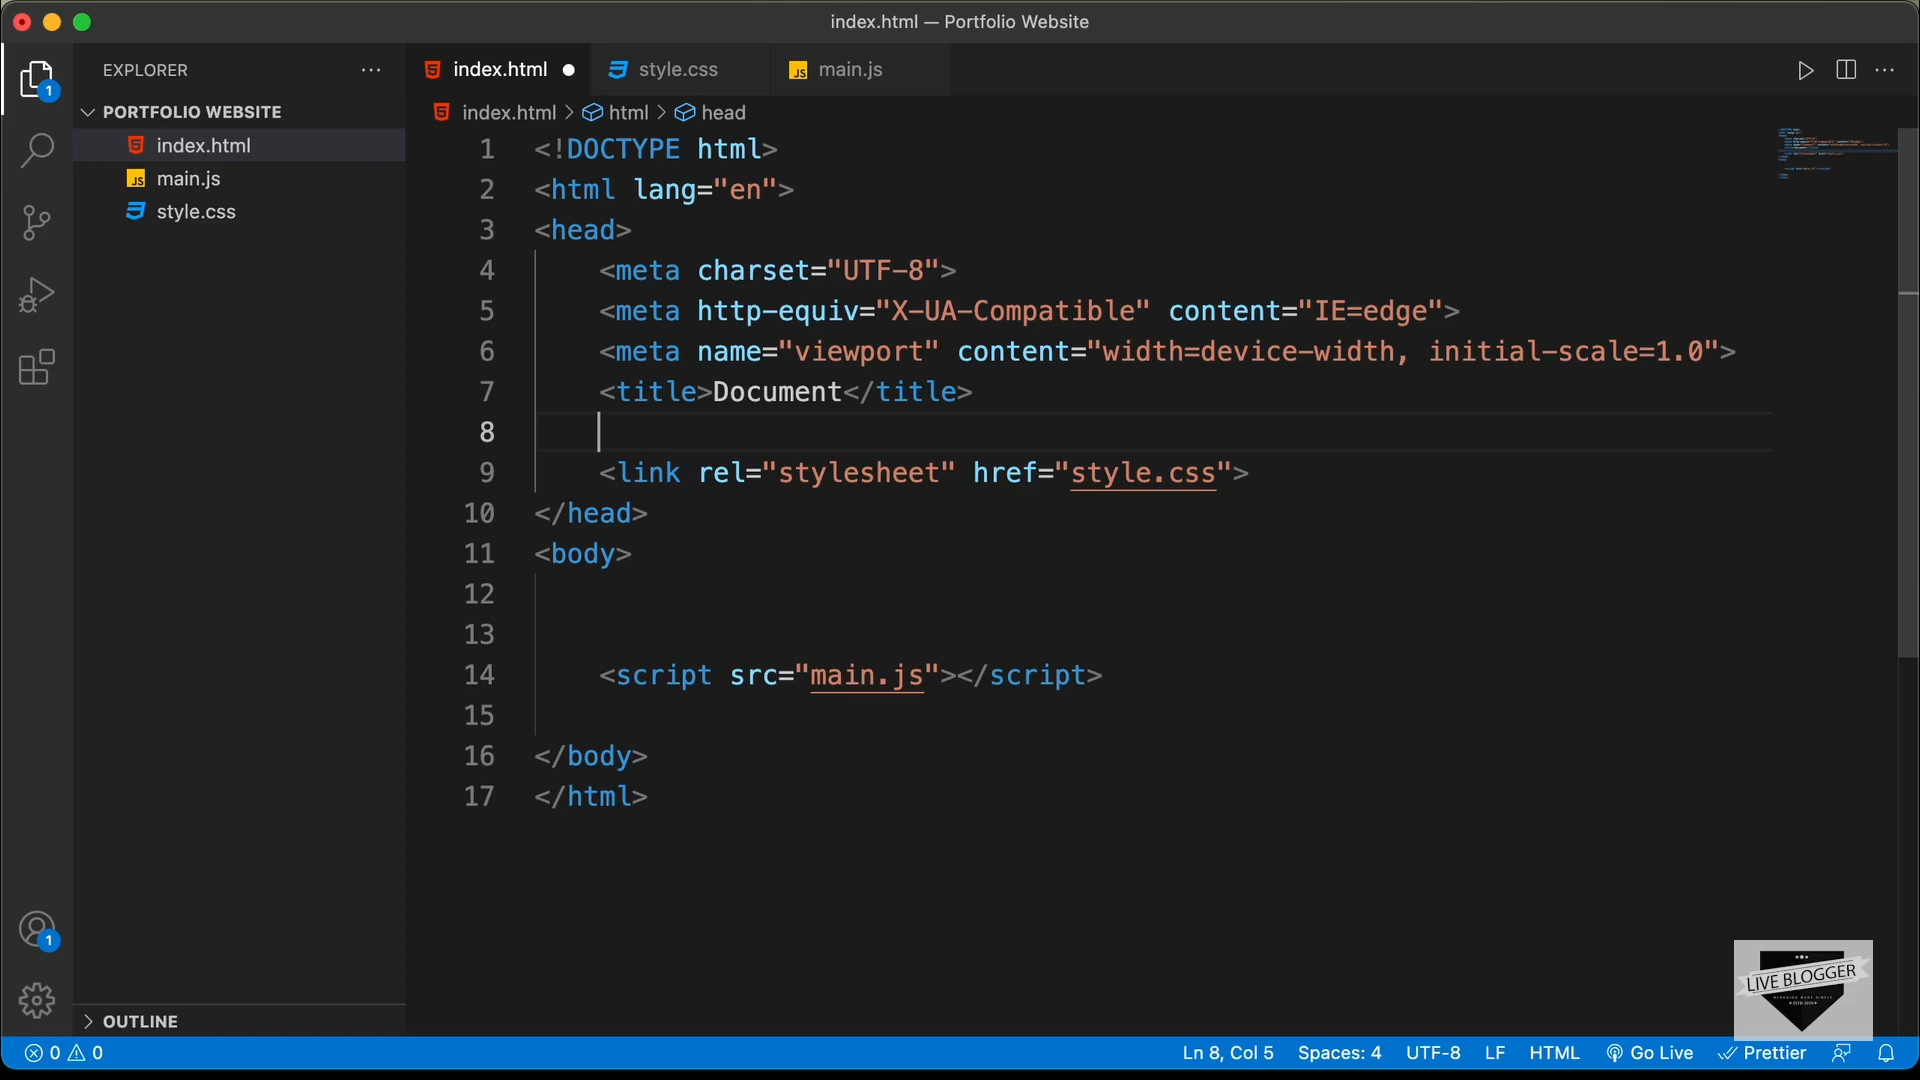 index.html — Portfolio Website
EXPLORER
index.html
style.css
JS main.js
1
PORTFOLIO WEBSITE
index.html > html > head
index.html
JS main.js
style.css
1 <!DOCTYPE html>
2 <html lang="en">
3 <head>
4 <meta charset="UTF-8">
5 <meta http-equiv="X-UA-Compatible" content="IE=edge">
6 <meta name="viewport" content="width=device-width, initial-scale=1.0">
7 <title>Document</title>
8
9 <link rel="stylesheet" href="style.css">
10 </head>
11 <body>
12
13
14 <script src="main.js"></script>
15
16 </body>
17 </html>
1
LIVE BLOGGER
OUTLINE
0 0
Ln 8, Col 5 Spaces: 4 UTF-8 LF HTML Go Live Prettier